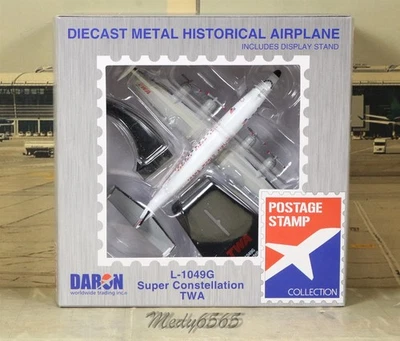 DIECAST METAL HISTORICAL AIRPLANE
INCLUDES DISPLAY STAND
TWA
POSTAGE
STAMP
COLLECTION
DARON
worldwide trading inc.
L-1049G
Super Constellation
TWA
Medy6565